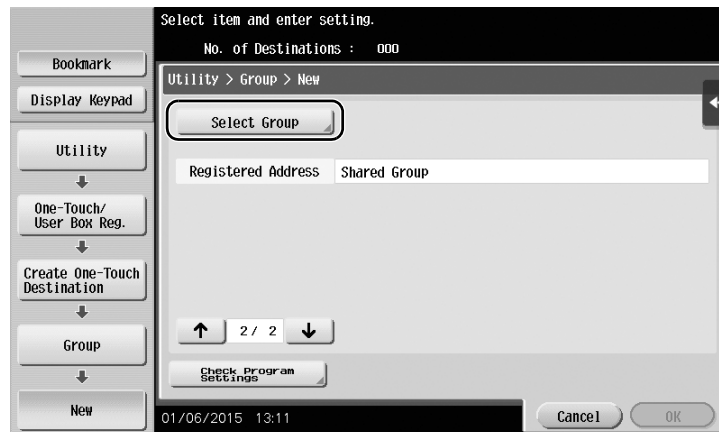 Select item and enter setting.
No. of Destinations : 000
Bookmark
Display Keypad
Utility
One-Touch/
User Box Reg.
Create One-Touch
Destination
Group
New
Utility > Group > New
Select Group
Registered Address Shared Group
↑ 2/ 2 ↓
Check Program
Settings
01/06/2015 13:11
Cancel
OK